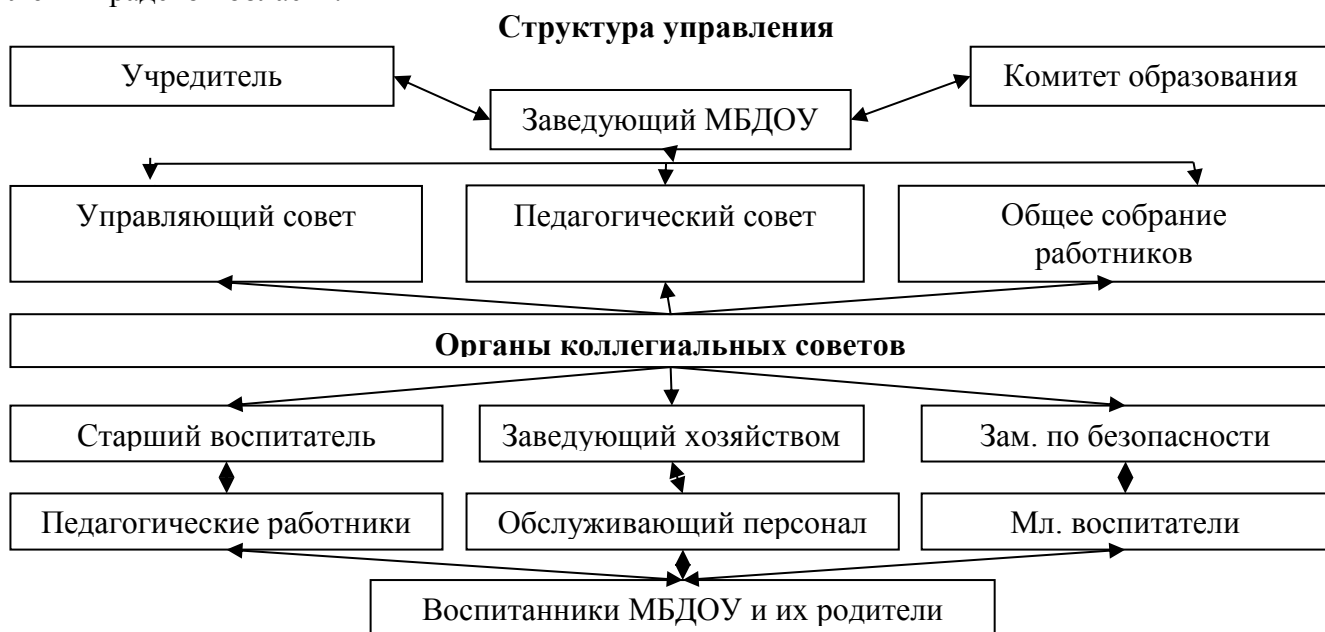 Структура управления
Учредитель
Комитет образования
Заведующий МБДОУ
Управляющий совет
Педагогический совет
Общее собрание
работников
Органы коллегиальных советов
Старший воспитатель
Заведующий хозяйством
Зам. по безопасности
Педагогические работники
Обслуживающий персонал
Мл. воспитатели
Воспитанники МБДОУ и их родители